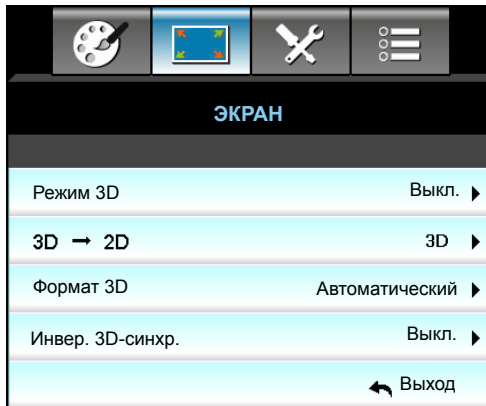 ЭКРАН
Режим 3D Выкл.
3D → 2D 3D
Формат 3D Автоматический
Инвер. 3D-синхр. Выкл.
Выход